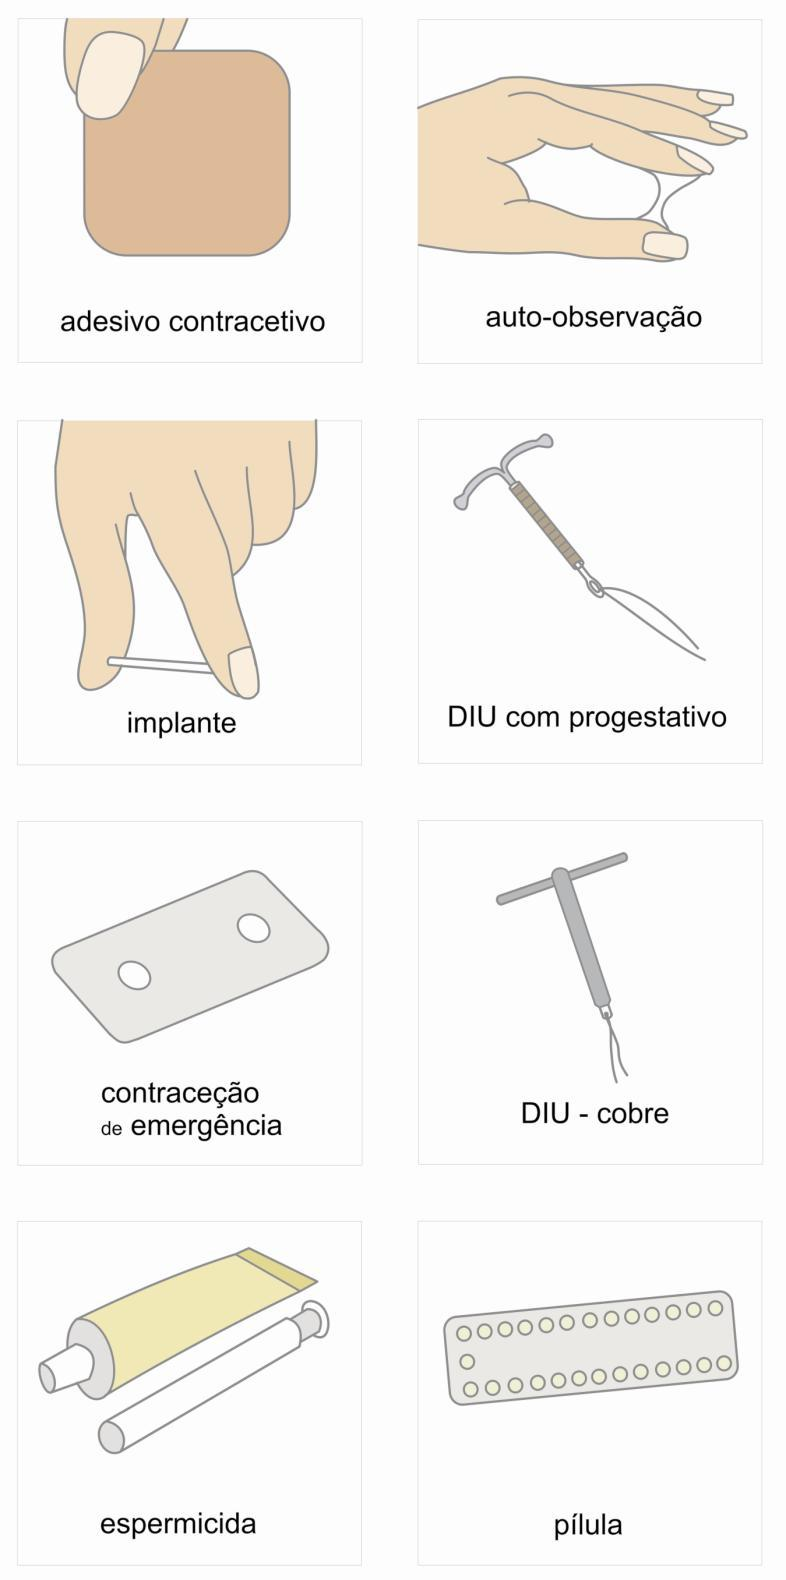 adesivo contracetivo
auto-observação
implante
DIU com progestativo
contraceção
de emergência
DIU - cobre
espermicida
pílula